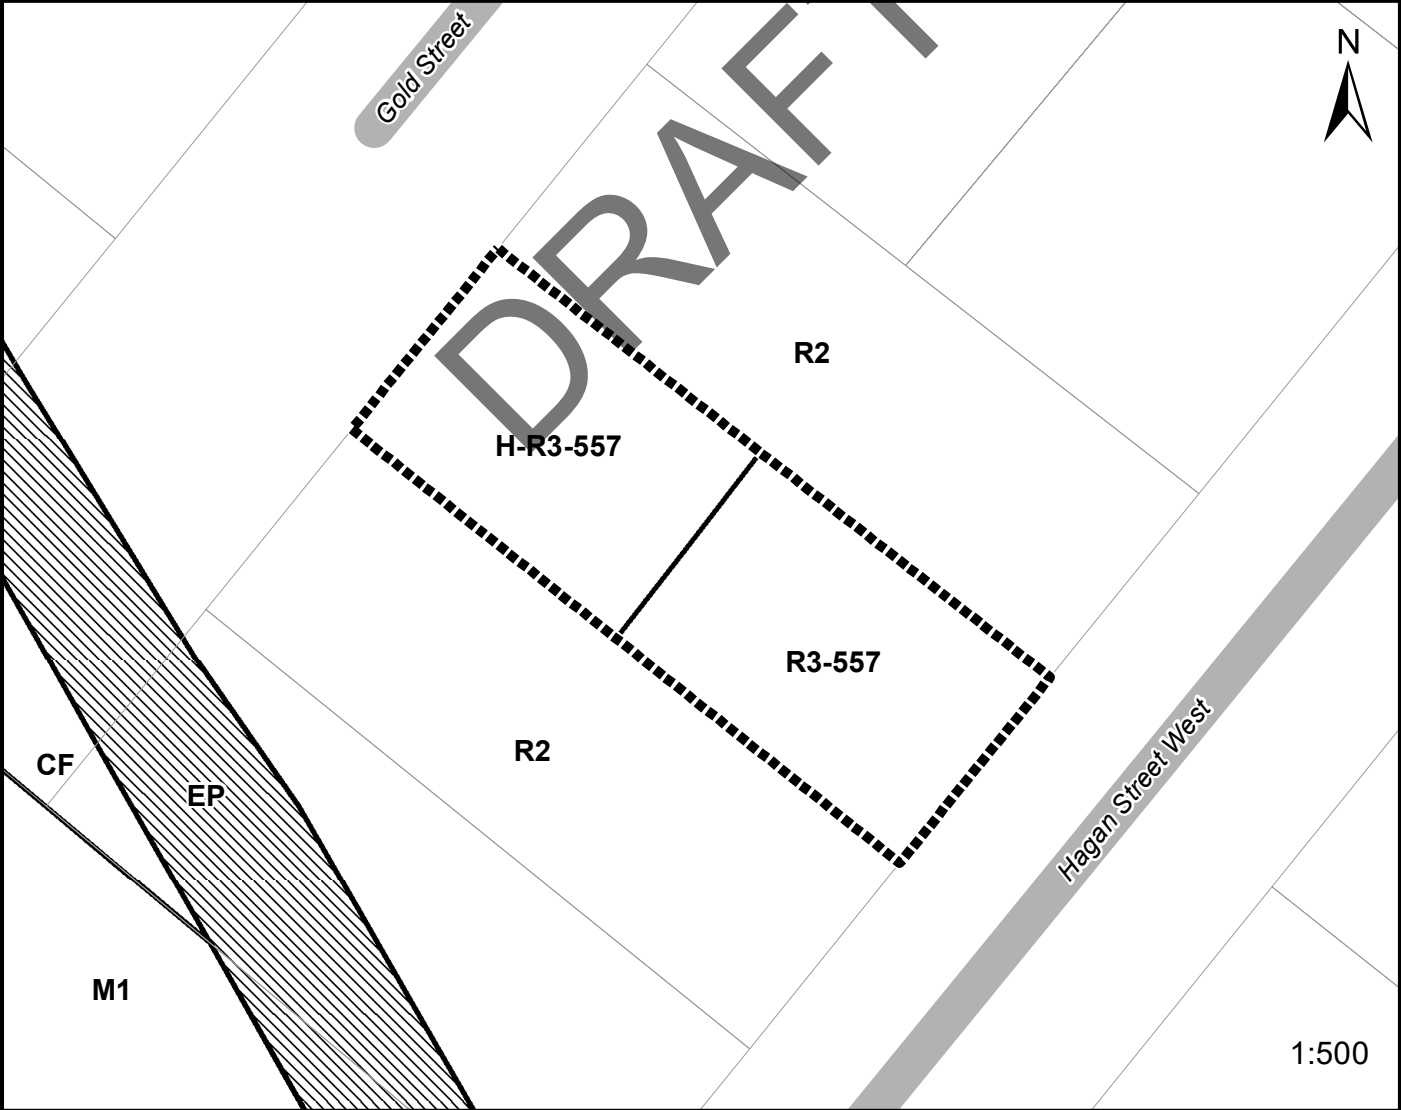 Gold Street
N
DRAFT
R2
H-R3-557
R3-557
R2
CF
EP
Hagan Street West
M1
1:500